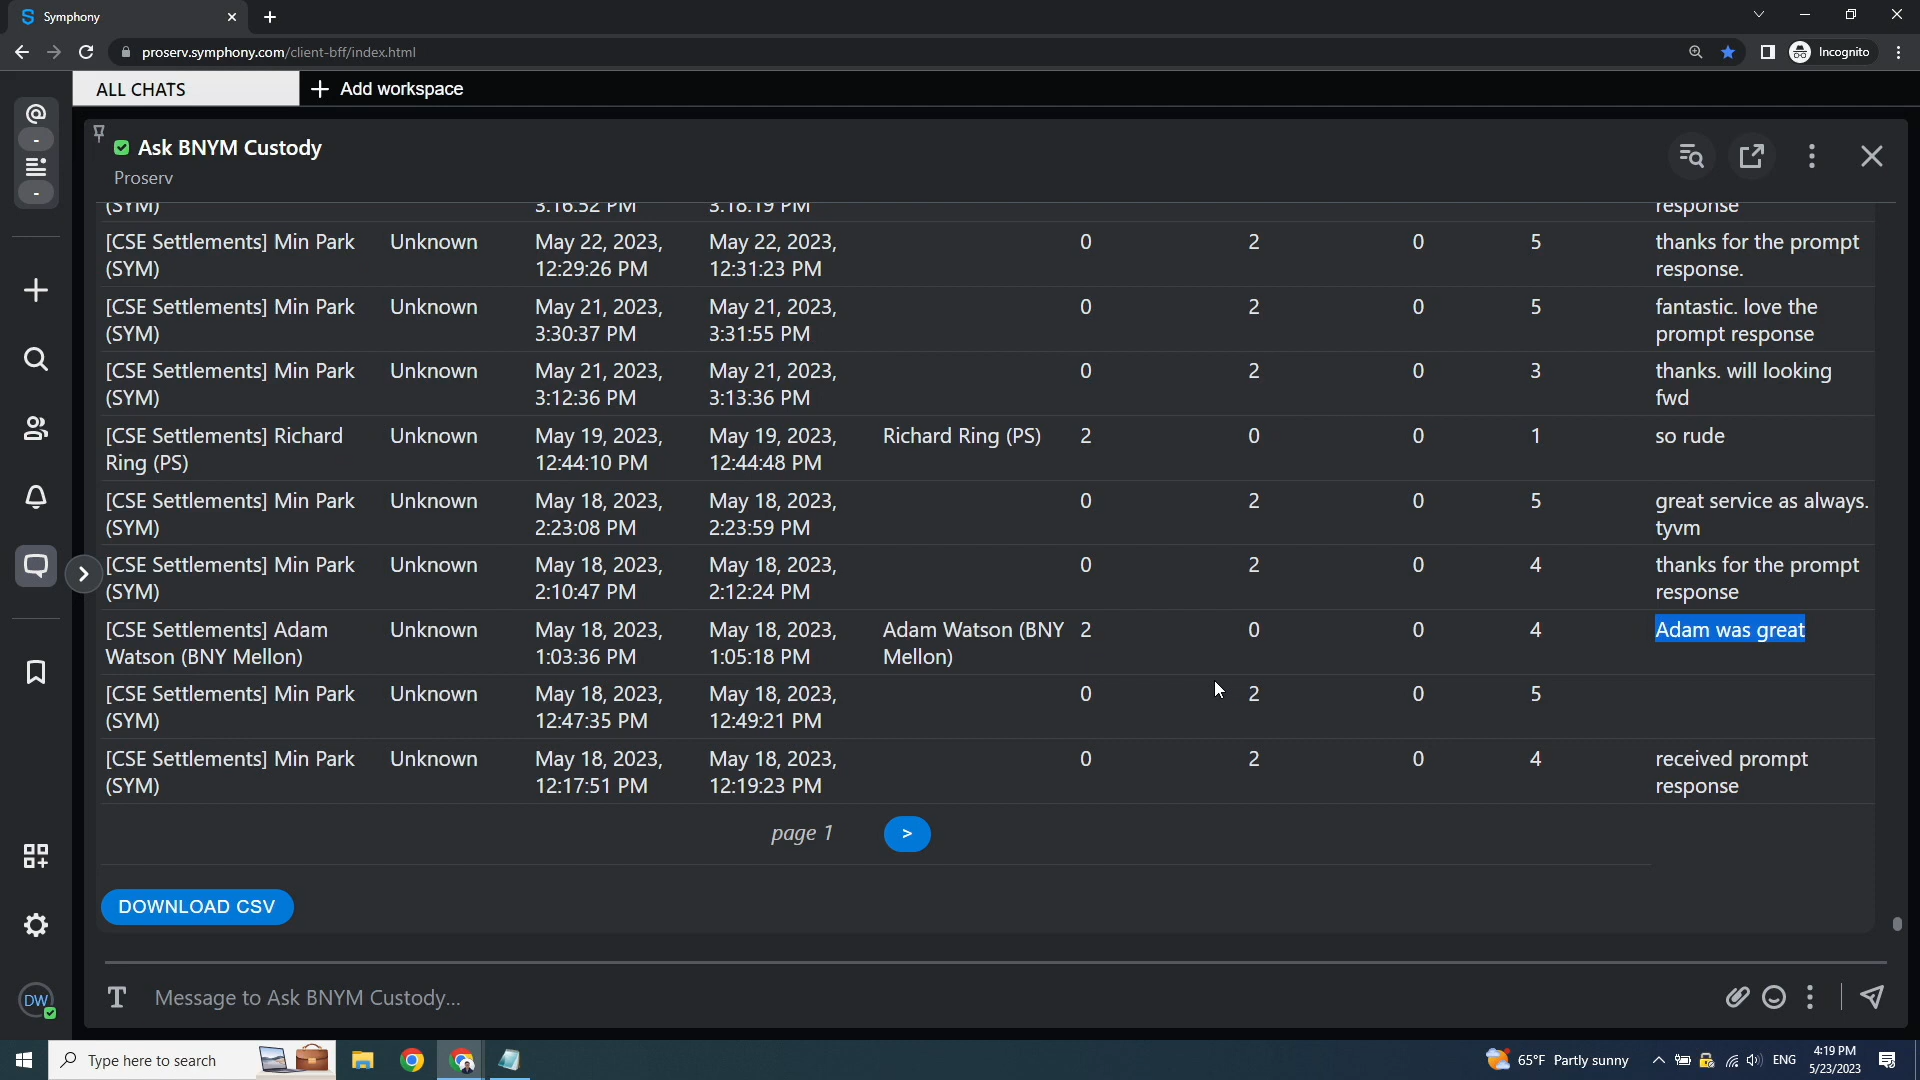 Symphony
proserv.symphony.com/client-bff/index.html
Incognito
ALL CHATS
Add workspace
@
-
-
Ask BNYM Custody
Proserv
(SYM) 3:16:52 PM 3:18:19 PM response
[CSE Settlements] Min Park Unknown May 22, 2023, May 22, 2023, 0 2 0 5 thanks for the prompt
(SYM) 12:29:26 PM 12:31:23 PM response.
[CSE Settlements] Min Park Unknown May 21, 2023, May 21, 2023, 0 2 0 5 fantastic. love the
(SYM) 3:30:37 PM 3:31:55 PM prompt response
[CSE Settlements] Min Park Unknown May 21, 2023, May 21, 2023, 0 2 0 3 thanks. will looking
(SYM) 3:12:36 PM 3:13:36 PM fwd
[CSE Settlements] Richard Unknown May 19, 2023, May 19, 2023, Richard Ring (PS) 2 0 0 1 so rude
Ring (PS) 12:44:10 PM 12:44:48 PM
[CSE Settlements] Min Park Unknown May 18, 2023, May 18, 2023, 0 2 0 5 great service as always.
(SYM) 2:23:08 PM 2:23:59 PM tyvm
[CSE Settlements] Min Park Unknown May 18, 2023, May 18, 2023, 0 2 0 4 thanks for the prompt
(SYM) 2:10:47 PM 2:12:24 PM response
[CSE Settlements] Adam Unknown May 18, 2023, May 18, 2023, Adam Watson (BNY 2 0 0 4 Adam was great
Watson (BNY Mellon) 1:03:36 PM 1:05:18 PM Mellon)
[CSE Settlements] Min Park Unknown May 18, 2023, May 18, 2023, 0 2 0 5
(SYM) 12:47:35 PM 12:49:21 PM
[CSE Settlements] Min Park Unknown May 18, 2023, May 18, 2023, 0 2 0 4 received prompt
(SYM) 12:17:51 PM 12:19:23 PM response
page 1 >
DOWNLOAD CSV
T Message to Ask BNYM Custody...
DW
Type here to search
65°F Partly sunny
ENG
4:19 PM
5/23/2023